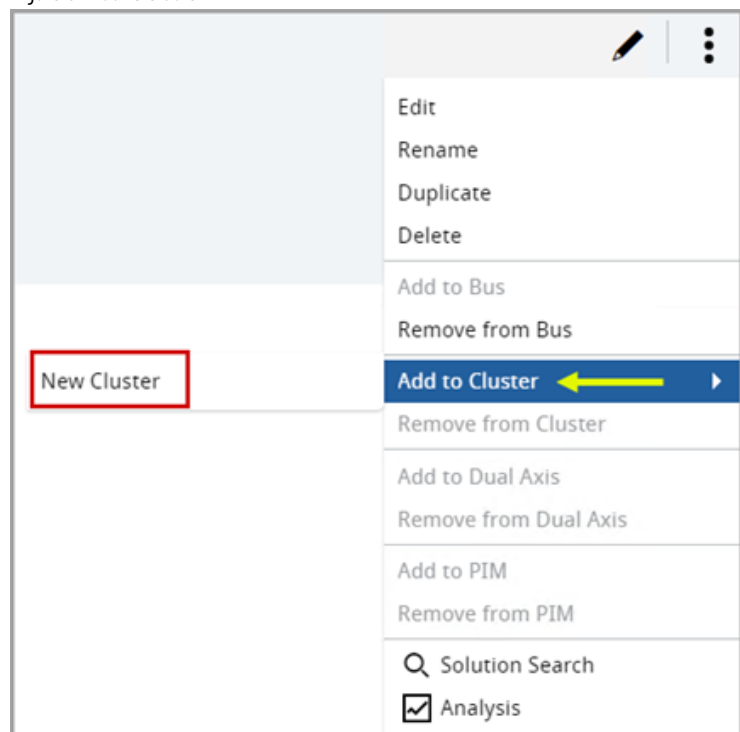 Edit
Rename
Duplicate
Delete
Add to Bus
Remove from Bus
New Cluster
Add to Cluster
Remove from Cluster
Add to Dual Axis
Remove from Dual Axis
Add to PIM
Remove from PIM
Solution Search
Analysis